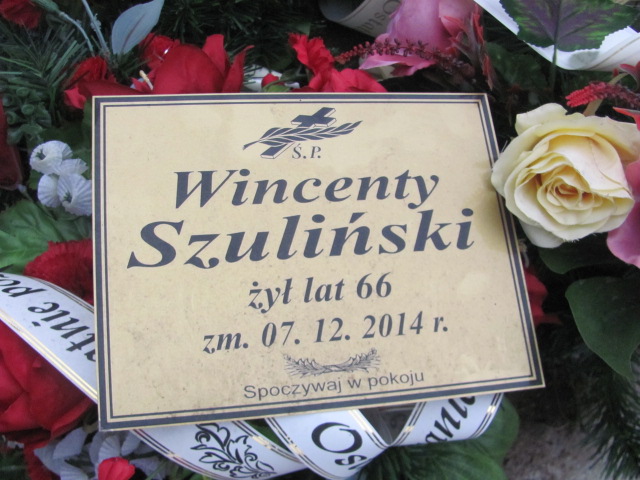 Ś.P.
Wincenty
Szuliński
żył lat 66
zm. 07. 12. 2014 r.
Spoczywaj w pokoju